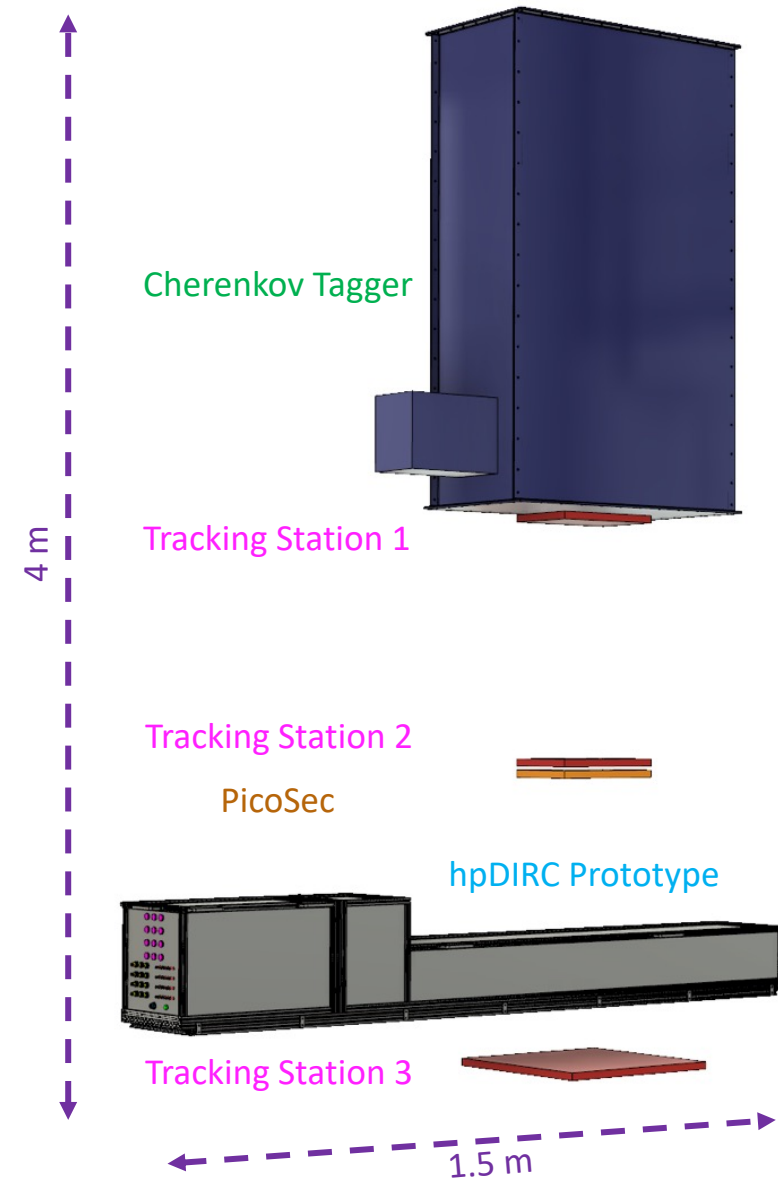 Cherenkov Tagger
Tracking Station 1
4 m
Tracking Station 2
PicoSec
hpDIRC Prototype
Tracking Station 3
1.5 m